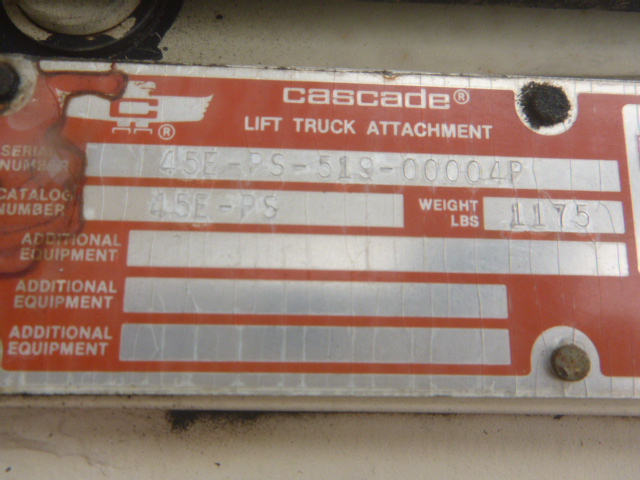 cascade®
®
LIFT TRUCK ATTACHMENT
SERIAL NUMBER 45E-PS-519-00004P
CATALOG NUMBER 45E-PS WEIGHT LBS 1175
ADDITIONAL EQUIPMENT
ADDITIONAL EQUIPMENT
ADDITIONAL EQUIPMENT